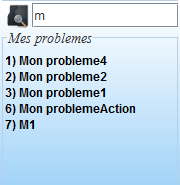 m
Mes problemes
1) Mon probleme4
2) Mon probleme2
3) Mon probleme1
6) Mon problemeAction
7) M1